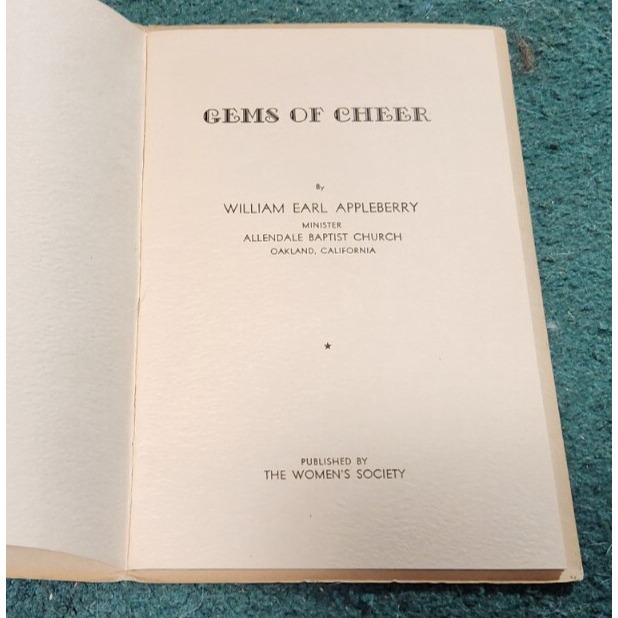 GEMS OF CHEER
By
WILLIAM EARL APPLEBERRY
MINISTER
ALLENDALE BAPTIST CHURCH
OAKLAND, CALIFORNIA
PUBLISHED BY
THE WOMEN'S SOCIETY